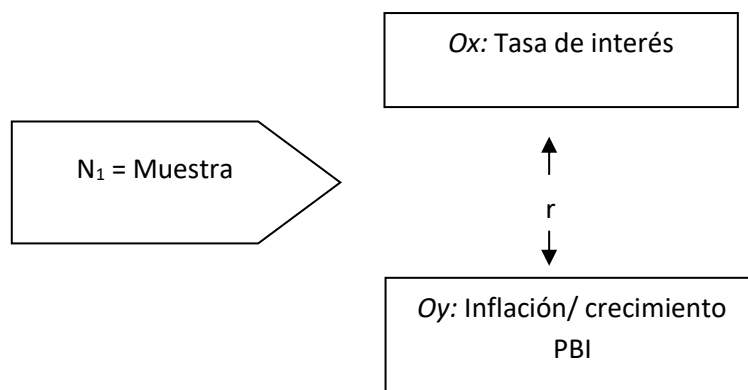 Ox: Tasa de interés
N₁ = Muestra
r
Oy: Inflación/ crecimiento
PBI